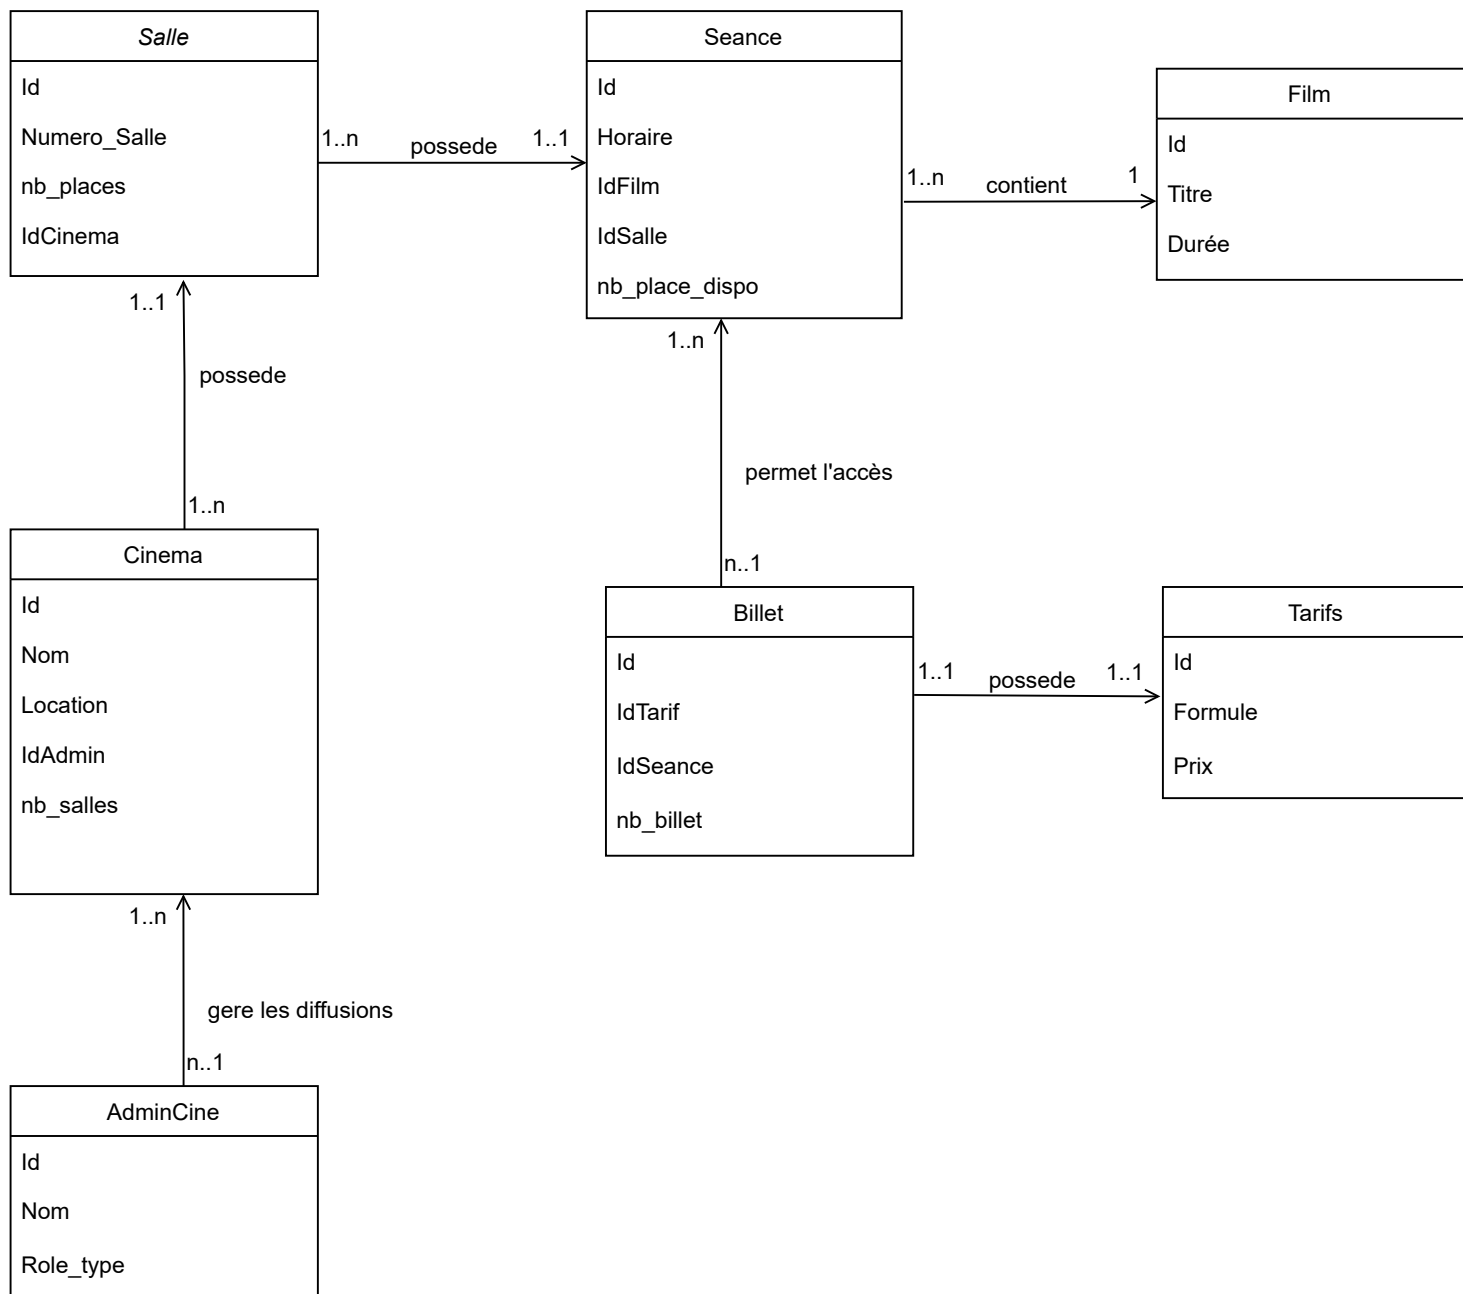 Salle
Id
Numero_Salle
nb_places
IdCinema
1..n
possede
1..1
Seance
Id
Horaire
IdFilm
IdSalle
nb_place_dispo
1..n
contient
1
Film
Id
Titre
Durée
1..1
possede
1..n
1..n
permet l'accès
n..1
Cinema
Id
Nom
Location
IdAdmin
nb_salles
Billet
Id
IdTarif
IdSeance
nb_billet
1..1
possede
1..1
Tarifs
Id
Formule
Prix
1..n
gere les diffusions
n..1
AdminCine
Id
Nom
Role_type